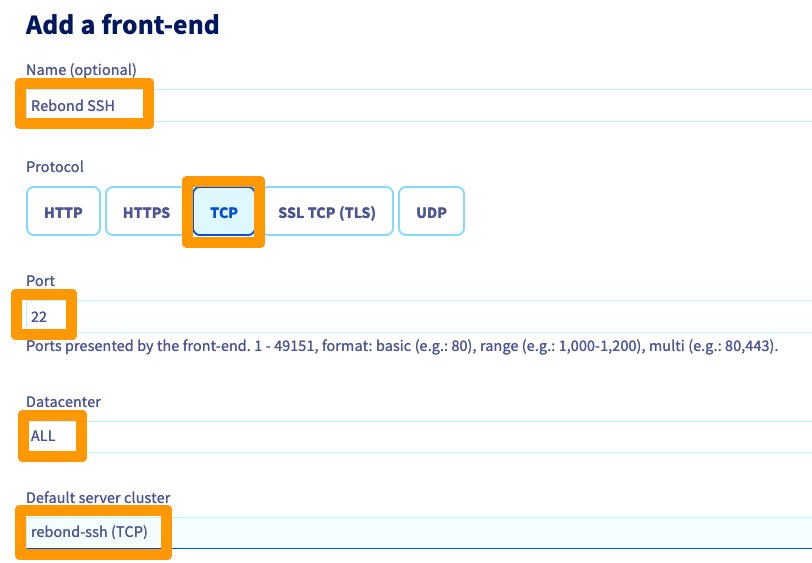 Add a front-end
Name (optional)
Rebond SSH
Protocol
HTTP HTTPS TCP SSL TCP (TLS) UDP
Port
22
Ports presented by the front-end. 1 - 49151, format: basic (e.g.: 80), range (e.g.: 1,000-1,200), multi (e.g.: 80,443).
Datacenter
ALL
Default server cluster
rebond-ssh (TCP)